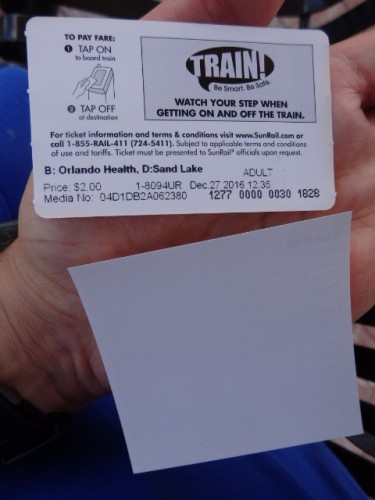 TO PAY FARE:
1 TAP ON
to board train
2 TAP OFF
at destination
TRAIN!
Be Smart. Be Safe.
WATCH YOUR STEP WHEN
GETTING ON AND OFF THE TRAIN.
For ticket information and terms & conditions visit www.SunRail.com or
call 1-855-RAIL-411 (724-5411). Subject to applicable terms and conditions
of use and tariffs. Ticket must be presented to SunRail® officials upon request.
B: Orlando Health, D:Sand Lake ADULT
Price: $2.00 1-8094UR Dec.27 2016 12:35
Media No: 04D1DB2A062380 1277 0000 0030 1828